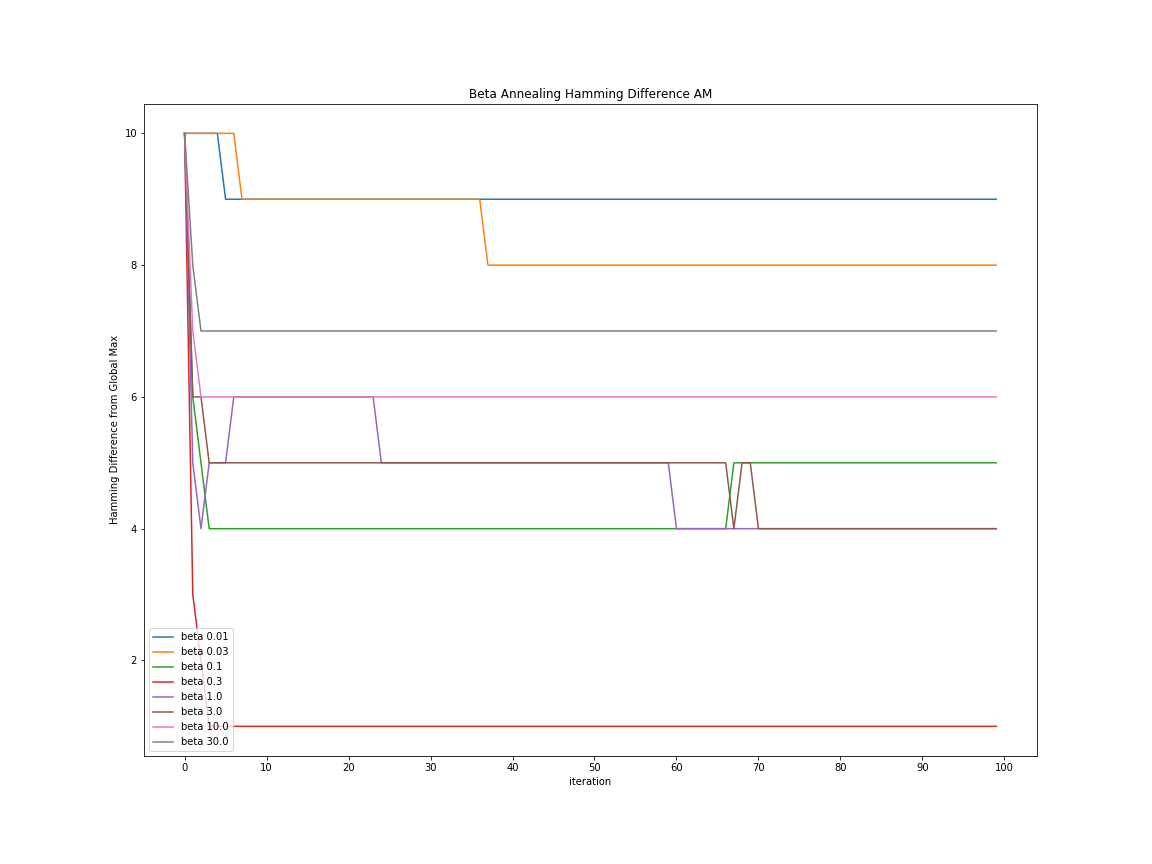 Beta Annealing Hamming Difference AM
Hamming Difference from Global Max
10
8
6
4
2
beta 0.01
beta 0.03
beta 0.1
beta 0.3
beta 1.0
beta 3.0
beta 10.0
beta 30.0
0 10 20 30 40 50 60 70 80 90 100
iteration